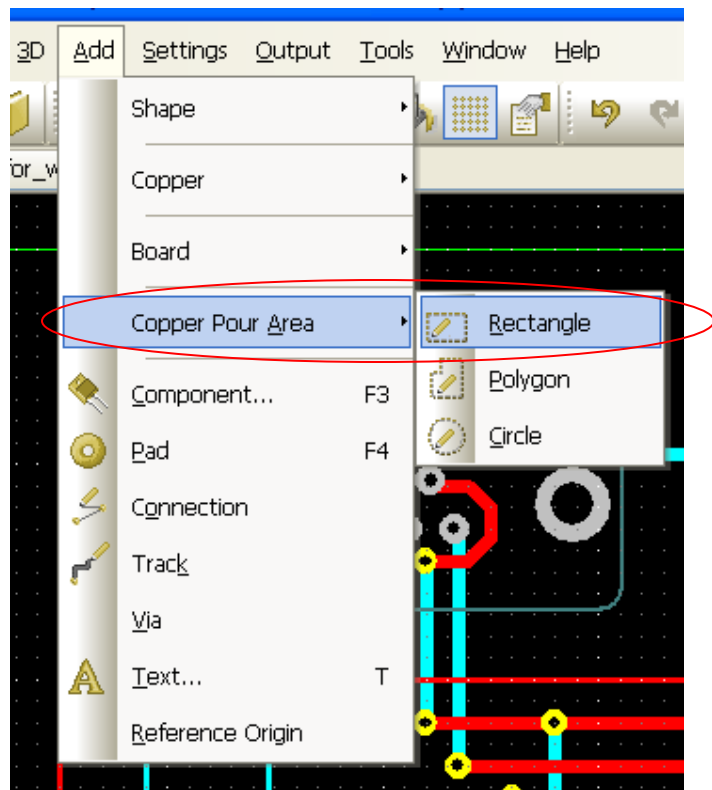 3D Add Settings Output Tools Window Help
for_w
Shape
Copper
Board
Copper Pour Area
Rectangle
Polygon
Circle
Component... F3
Pad F4
Connection
Track
Via
Text... T
Reference Origin